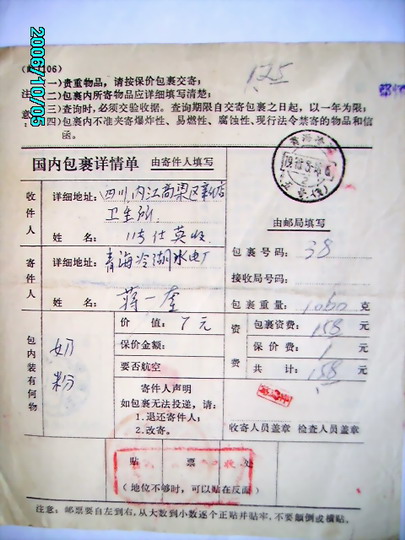 2006/10/05
125
(一)贵重物品，请按保价包裹交寄；
注 (二)包裹内所寄物品应详细填写清楚；
(三)查询时，必须交验收据。查询期限自交寄包裹之日起，以一年为限；
意 (四)包裹内不准夹寄爆炸性、易燃性、腐蚀性、现行法令禁寄的物品和信
函。
国内包裹详情单 由寄件人填写
收件人
详细地址：四川内江高梁区
卫生所
姓名：
寄件人
详细地址：青海冷湖水电厂
姓名：蒋一奎
包内装有何物
奶粉
价值：7元
保价金额：
要否航空
寄件人声明
如包裹无法投递，请：
1.退还寄件人；
2.改寄。
由邮局填写
包裹号码：38
接收局号码：
包裹重量：1060克
资费
包裹资费：元
保价费：1元
共计：元
收寄人员盖章 检查人员盖章
贴 票 处
(地位不够时，可以贴在反面)
注意：邮票要自左到右，从大数到小数逐个正贴并贴牢，不要颠倒或横贴。